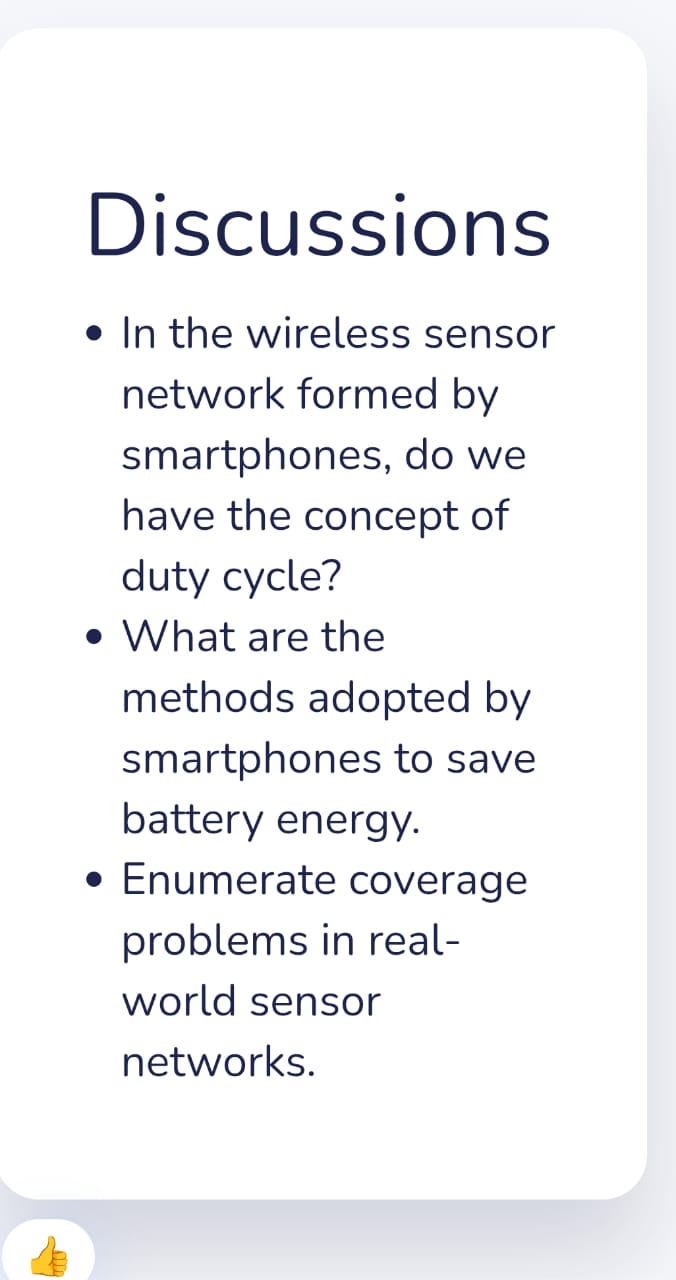 Discussions
• In the wireless sensor
network formed by
smartphones, do we
have the concept of
duty cycle?
• What are the
methods adopted by
smartphones to save
battery energy.
• Enumerate coverage
problems in real-
world sensor
networks.